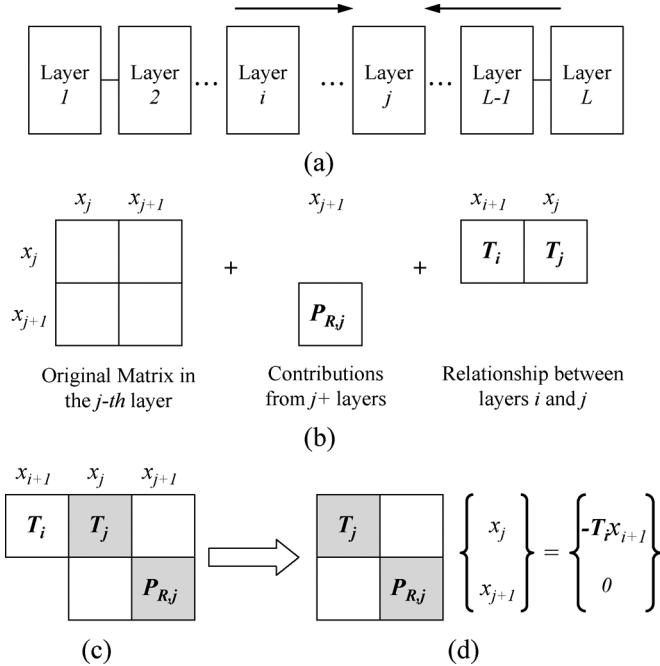 Layer Layer Layer Layer Layer Layer
1 2 ... i ... j ... L-1 L
(a)
x_j x_{j+1} x_{j+1} x_{i+1} x_j
x_j T_i T_j
+ +
x_{j+1} P_{R,j}
Original Matrix in Contributions Relationship between
the j-th layer from j+ layers layers i and j
(b)
x_{i+1} x_j x_{j+1}
T_i T_j T_j x_j = -T_i x_{i+1}
P_{R,j} P_{R,j} x_{j+1} 0
(c) (d)